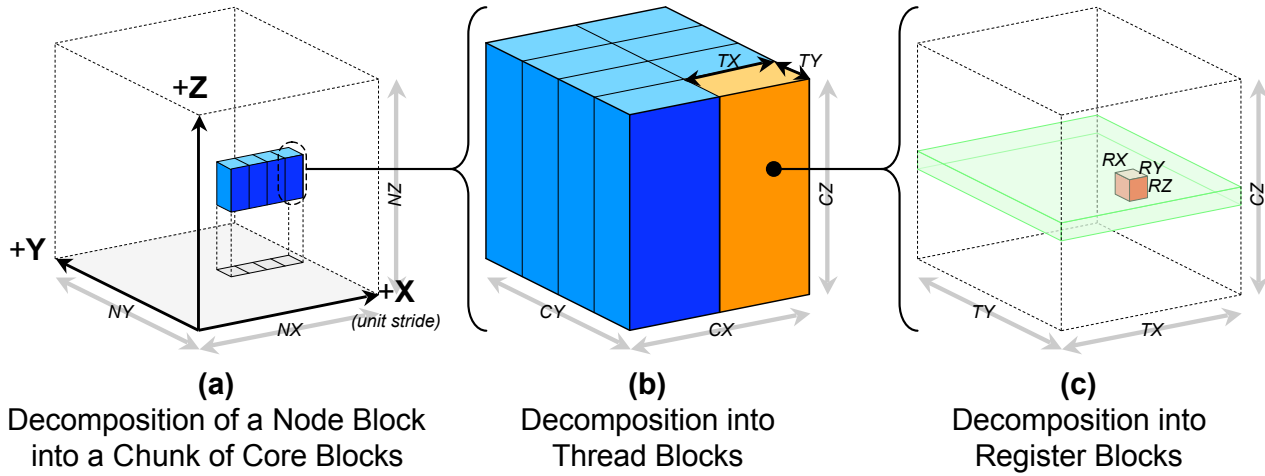 +Z
+Y
+X
(unit stride)
NY
NX
NZ
(a)
Decomposition of a Node Block
into a Chunk of Core Blocks
TX
TY
CZ
CY
CX
(b)
Decomposition into
Thread Blocks
RX
RY
RZ
CZ
TY
TX
(c)
Decomposition into
Register Blocks